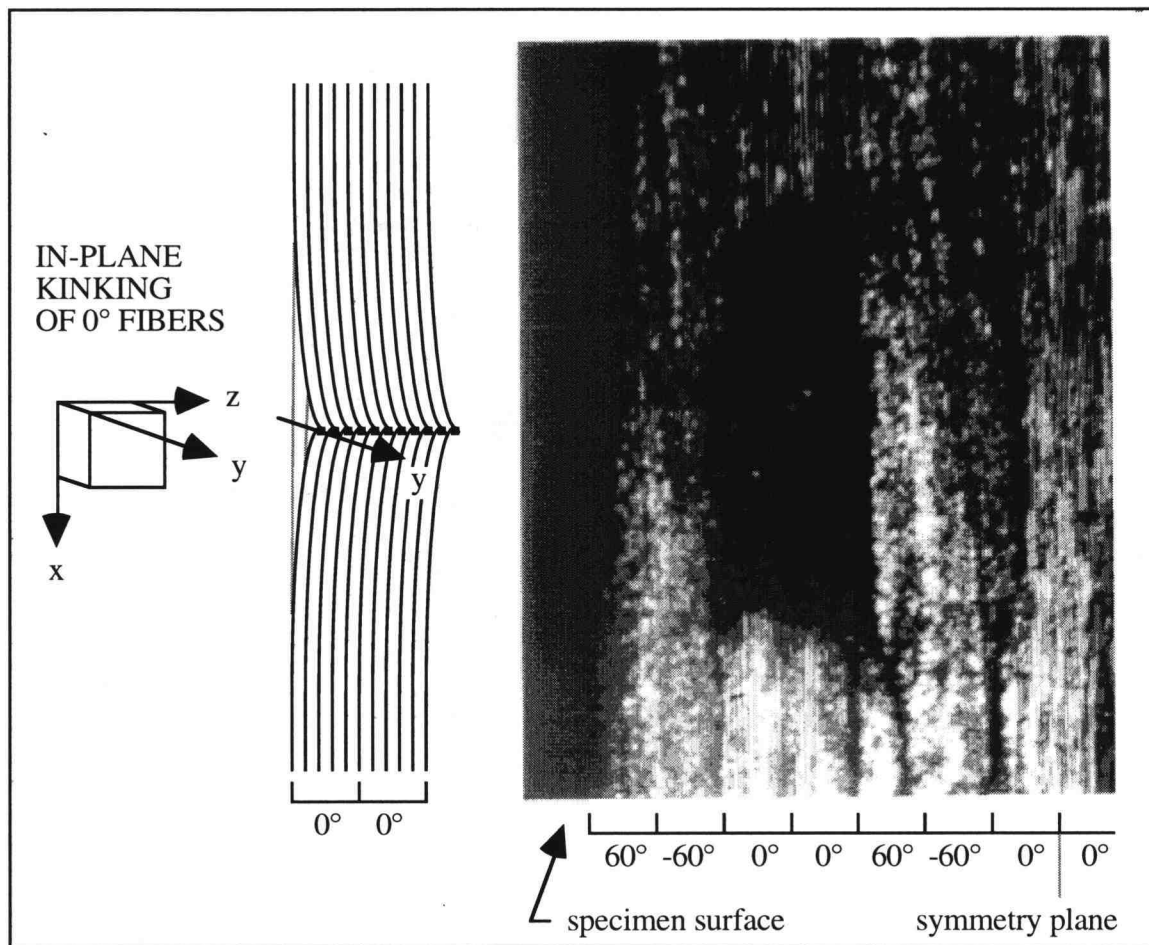 IN-PLANE
KINKING
OF 0° FIBERS
z
y
x
y
0° 0°
60° -60° 0° 0° 60° -60° 0° 0°
specimen surface symmetry plane